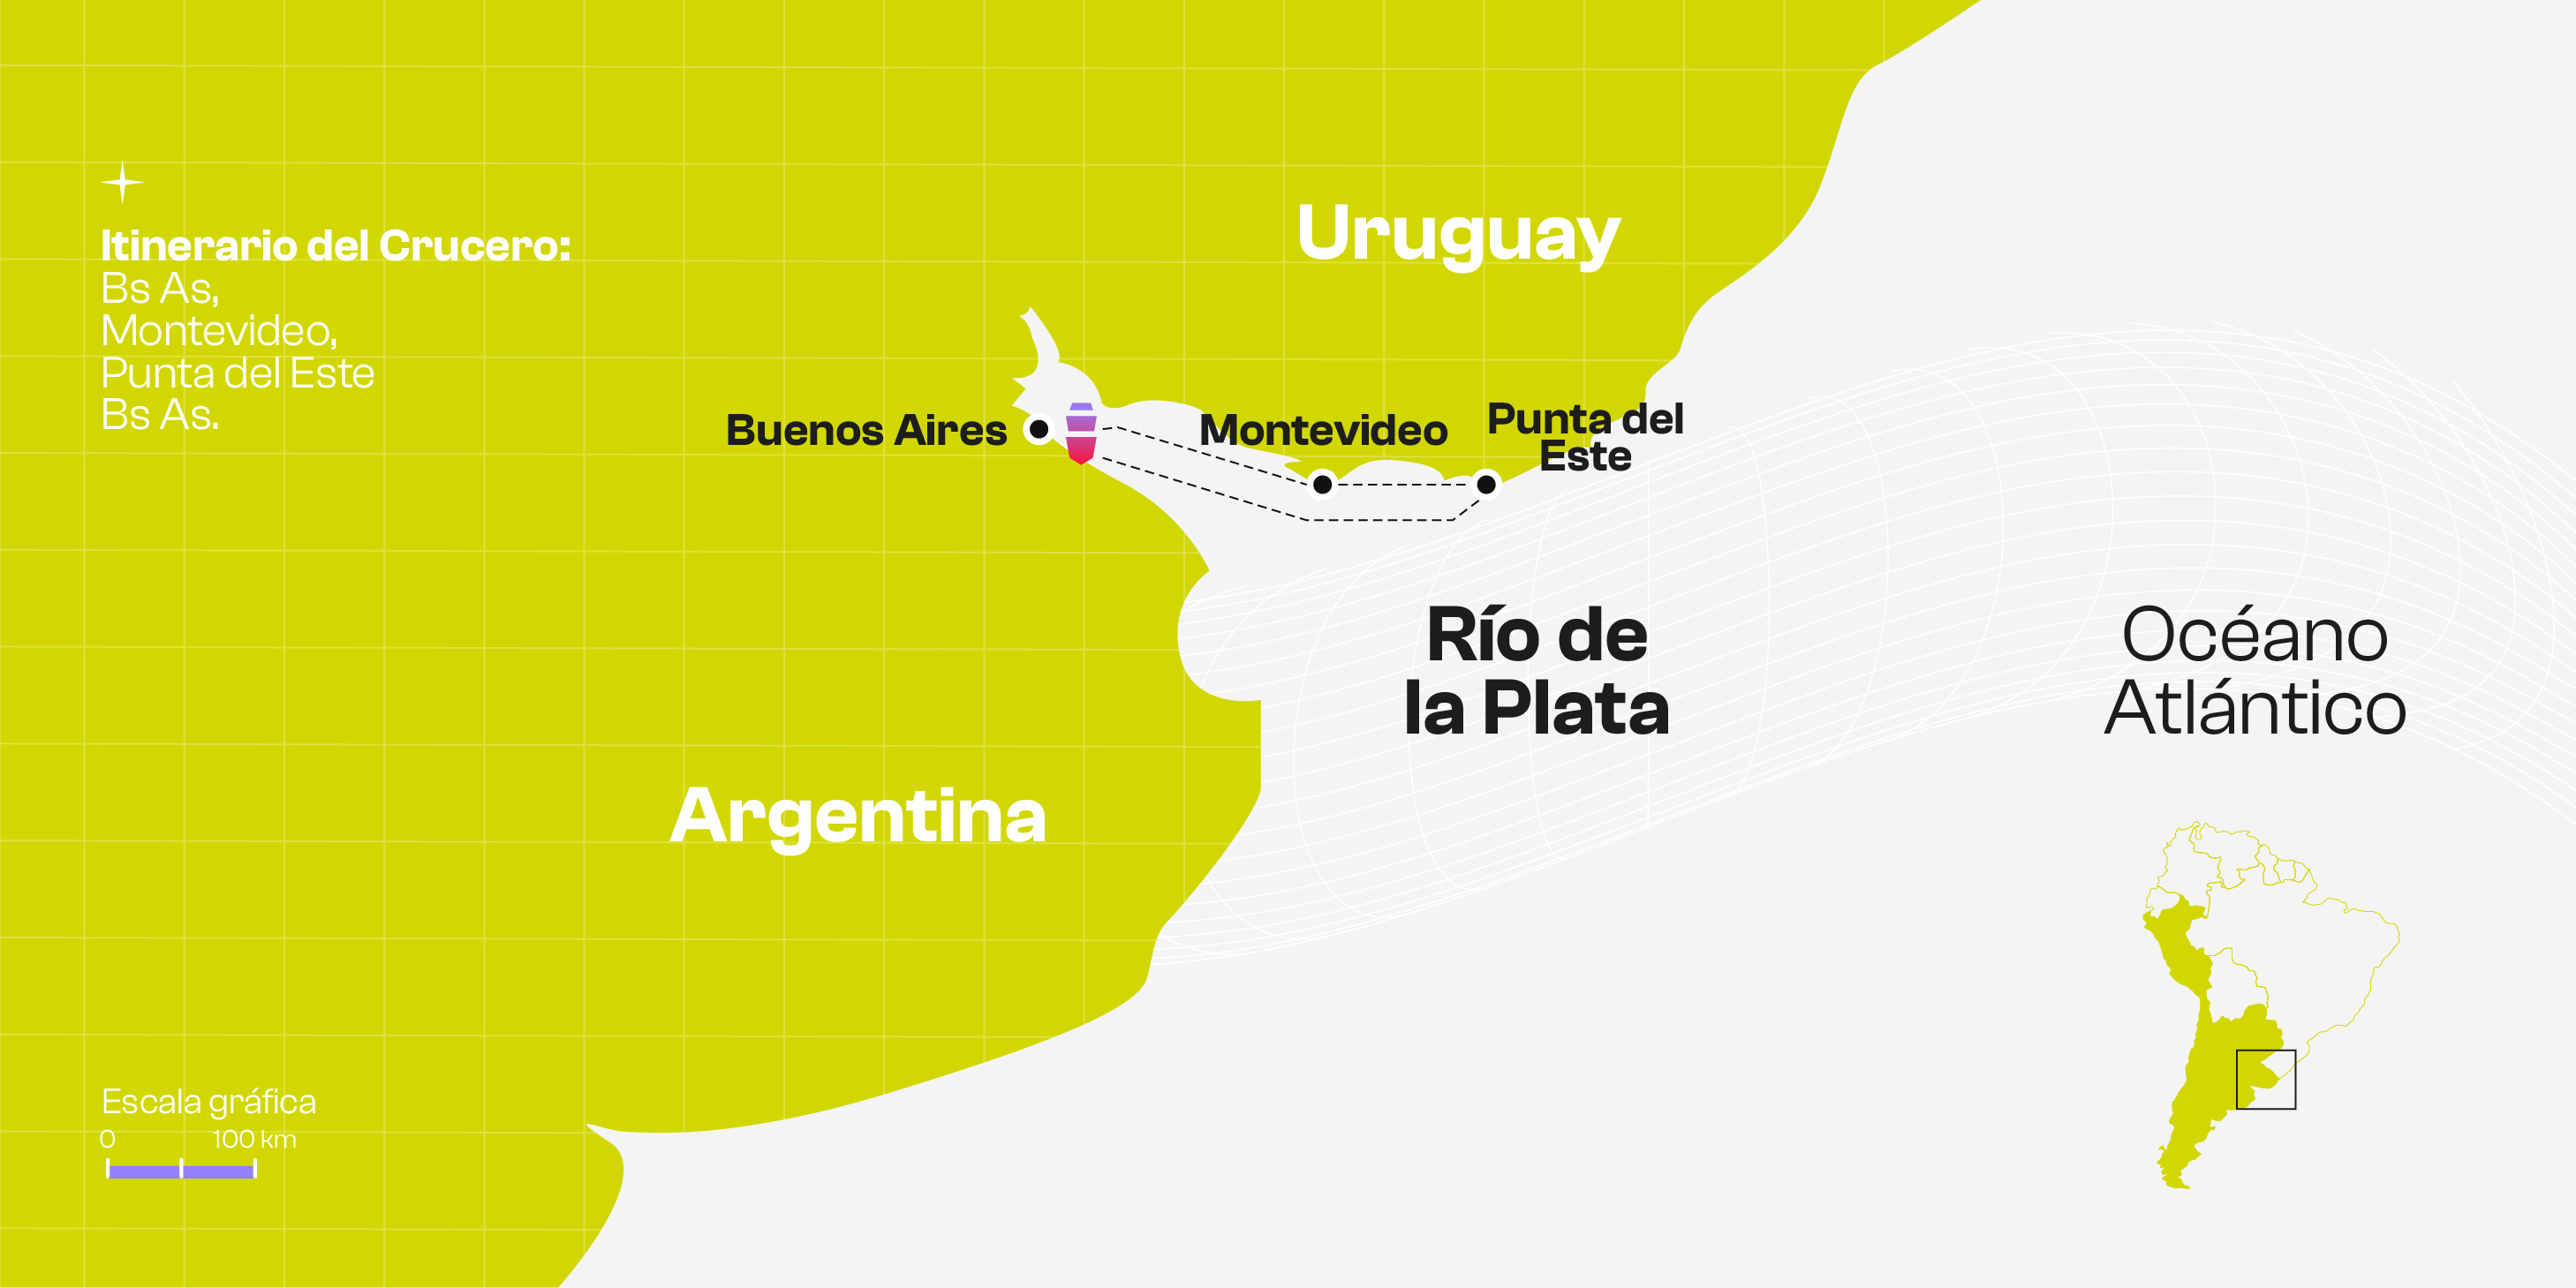 Itinerario del Crucero:
Bs As,
Montevideo,
Punta del Este
Bs As.
Uruguay
Buenos Aires
Montevideo
Punta del
Este
Río de
la Plata
Océano
Atlántico
Argentina
Escala gráfica
0 100 km